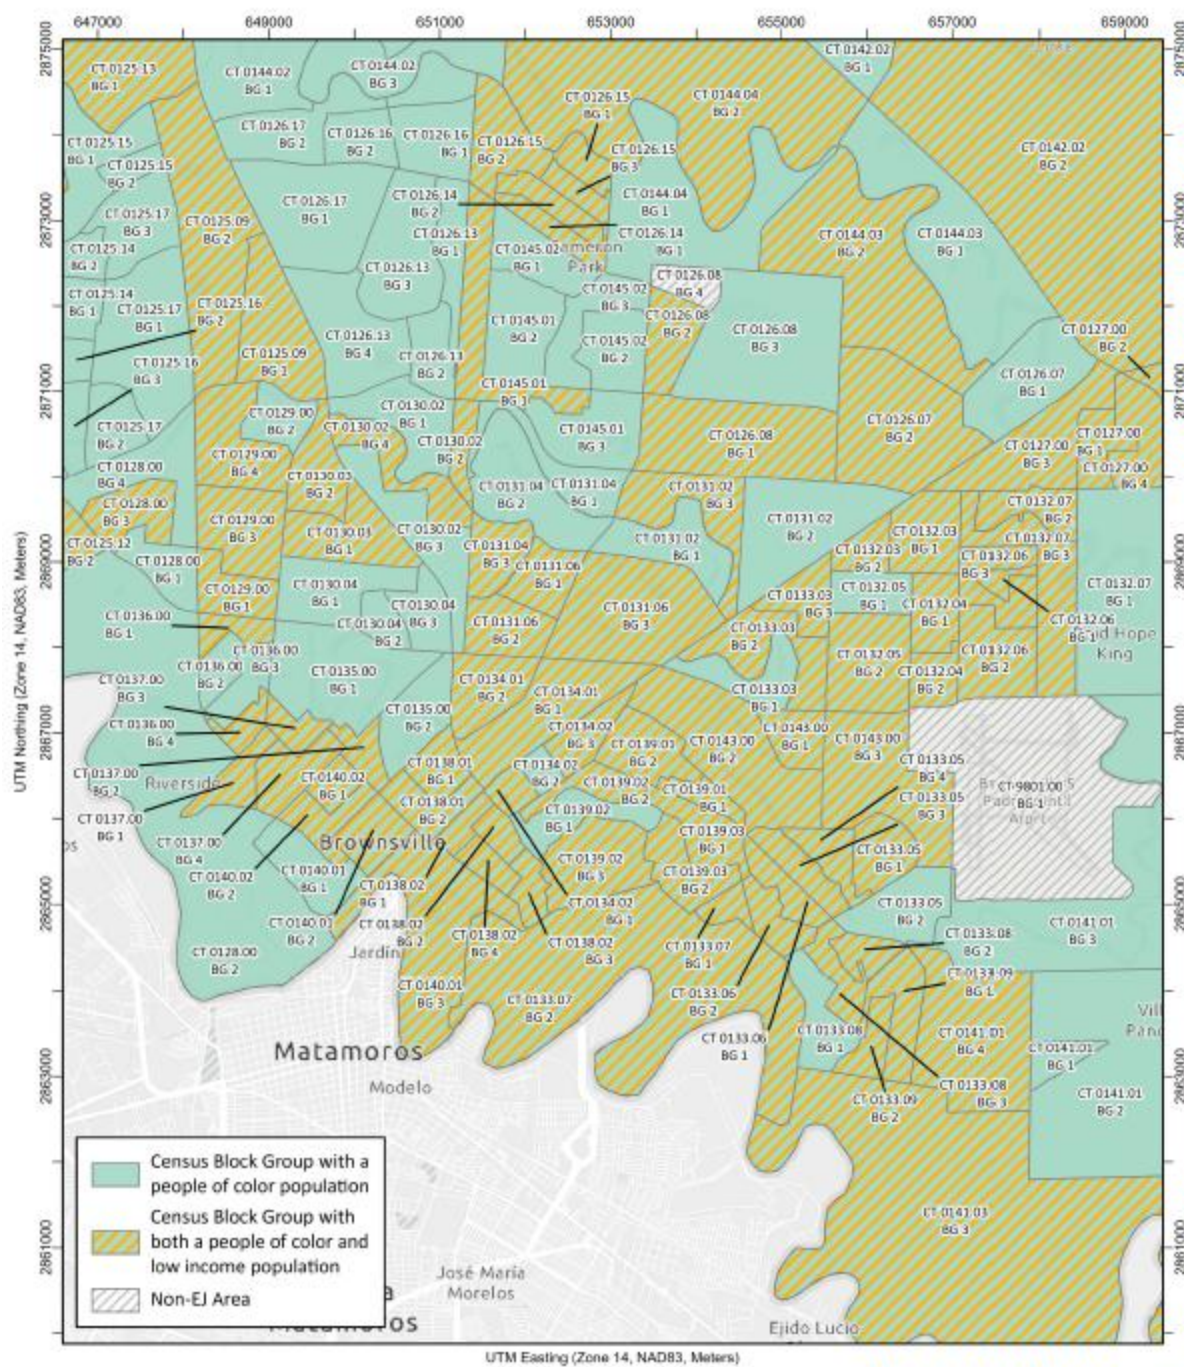 647000 649000 651000 653000 655000 657000 659000
2875000
2873000
2871000
2869000
2867000
2865000
2863000
2861000
UTM Northing (Zone 14, NAD83, Meters)
CT 0125.13
BG 1
CT 0144.02
BG 1
CT 0144.02
BG 3
CT 0142.02
BG 1
CT 0126.15
BG 1
CT 0144.04
BG 2
CT 0126.17
BG 2
CT 0126.16
BG 2
CT 0126.16
BG 1
CT 0126.15
BG 2
CT 0126.15
BG 3
CT 0142.02
BG 2
CT 0125.15
BG 1
CT 0125.15
BG 2
CT 0126.17
BG 1
CT 0126.14
BG 2
CT 0144.04
BG 1
CT 0125.17
BG 3
CT 0125.09
BG 2
CT 0126.13
BG 1
CT 0126.14
BG 1
CT 0144.03
BG 2
CT 0144.03
BG 1
CT 0125.14
BG 2
CT 0145.02
BG 1
Cameron
Park
CT 0126.13
BG 3
CT 0126.08
BG 4
CT 0145.02
BG 3
CT 0125.14
BG 1
CT 0125.17
BG 1
CT 0125.16
BG 2
CT 0145.01
BG 2
CT 0126.08
BG 2
CT 0126.08
BG 3
CT 0127.00
BG 2
CT 0126.13
BG 4
CT 0145.02
BG 2
CT 0125.16
BG 3
CT 0125.09
BG 1
CT 0126.13
BG 2
CT 0126.07
BG 1
CT 0145.01
BG 1
CT 0129.00
BG 2
CT 0130.02
BG 1
CT 0125.17
BG 2
CT 0130.02
BG 4
CT 0130.02
BG 2
CT 0145.01
BG 3
CT 0126.08
BG 1
CT 0126.07
BG 2
CT 0127.00
BG 3
CT 0127.00
BG 1
CT 0127.00
BG 4
CT 0128.00
BG 4
CT 0129.00
BG 4
CT 0130.03
BG 2
CT 0131.04
BG 2
CT 0131.04
BG 1
CT 0131.02
BG 3
CT 0128.00
BG 3
CT 0129.00
BG 3
CT 0130.03
BG 1
CT 0130.02
BG 3
CT 0131.02
BG 1
CT 0131.02
BG 2
CT 0132.07
BG 2
CT 0132.03
BG 1
CT 0132.07
BG 3
CT 0125.12
BG 2
CT 0128.00
BG 1
CT 0131.04
BG 3
CT 0131.06
BG 1
CT 0132.03
BG 2
CT 0132.06
BG 3
CT 0129.00
BG 1
CT 0130.04
BG 1
CT 0130.04
BG 3
CT 0130.04
BG 2
CT 0131.06
BG 2
CT 0131.06
BG 3
CT 0133.03
BG 3
CT 0132.05
BG 1
CT 0132.04
BG 1
CT 0132.07
BG 1
CT 0132.06
BG 1
CT 0136.00
BG 1
CT 0133.03
BG 2
Hope
King
CT 0136.00
BG 3
CT 0136.00
BG 2
CT 0135.00
BG 1
CT 0132.05
BG 2
CT 0132.04
BG 2
CT 0132.06
BG 2
CT 0137.00
BG 3
CT 0134.01
BG 2
CT 0134.01
BG 1
CT 0133.03
BG 1
CT 0136.00
BG 4
CT 0135.00
BG 2
CT 0134.02
BG 3
CT 0139.01
BG 2
CT 0143.00
BG 2
CT 0143.00
BG 1
CT 0143.00
BG 3
CT 0137.00
BG 2
Riverside
CT 0140.02
BG 1
CT 0138.01
BG 1
CT 0134.02
BG 2
CT 0139.02
BG 2
CT 0139.01
BG 1
CT 0133.05
BG 4
CT 9801.00
BG 1
CT 0137.00
BG 1
CT 0138.01
BG 2
CT 0139.02
BG 1
CT 0133.05
BG 3
CT 0137.00
BG 4
Brownsville
CT 0139.03
BG 1
CT 0133.05
BG 1
CT 0140.02
BG 2
CT 0140.01
BG 1
CT 0138.02
BG 1
CT 0139.02
BG 3
CT 0139.03
BG 2
CT 0134.02
BG 1
CT 0133.05
BG 2
CT 0140.01
BG 2
CT 0138.02
BG 2
CT 0138.02
BG 4
CT 0138.02
BG 3
CT 0133.07
BG 1
CT 0133.08
BG 2
CT 0141.01
BG 3
CT 0128.00
BG 2
Jardín
CT 0140.01
BG 3
CT 0133.07
BG 2
CT 0133.06
BG 2
CT 0133.09
BG 1
CT 0133.06
BG 1
CT 0133.08
BG 1
CT 0141.01
BG 4
CT 0141.01
BG 1
Matamoros
Modelo
CT 0133.08
BG 3
CT 0133.09
BG 2
CT 0141.01
BG 2
CT 0141.03
BG 3
Census Block Group with a
people of color population
Census Block Group with
both a people of color and
low income population
Non-EJ Area
José María
Morelos
Ejido Lucio
UTM Easting (Zone 14, NAD83, Meters)